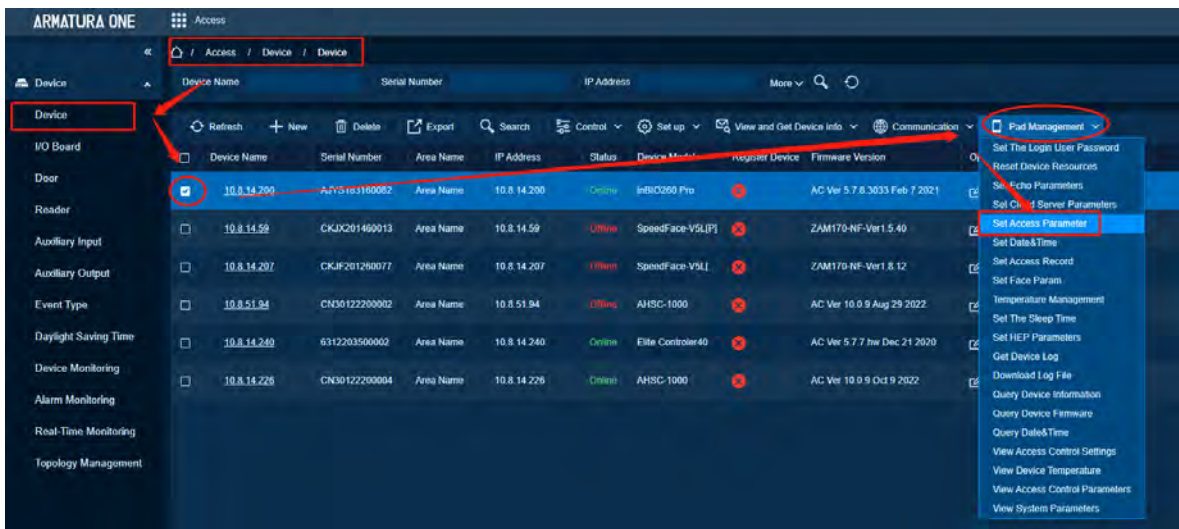 ARMATURA ONE
Access
«
/ Access / Device / Device
Device
Device Name Serial Number IP Address More
Device
Refresh New Delete Export Search Control Set up View and Get Device Info Communication Pad Management
I/O Board
Device Name Serial Number Area Name IP Address Status Register Device Firmware Version
Set The Login User Password
Reset Device Resources
Door
10.8.14.200 Area Name 10.8.14.200 Online InBIO260 Pro AC Ver 5.7.8.3033 Feb 7 2021
Set Echo Parameters
Set Cloud Server Parameters
Reader
10.8.14.59 CKJX201460013 Area Name 10.8.14.59 Offline SpeedFace-V5L[P] ZAM170-NF-Ver1.5.40
Set Access Parameter
Auxiliary Input
Set Date&Time
Auxiliary Output
10.8.14.207 CKJF201260077 Area Name 10.8.14.207 Offline SpeedFace-V5L[ ZAM170-NF-Ver1.8.12
Set Access Record
Set Face Param
Event Type
10.8.51.94 CN30122200002 Area Name 10.8.51.94 Offline AHSC-1000 AC Ver 10.0.9 Aug 29 2022
Temperature Management
Set The Sleep Time
Daylight Saving Time
10.8.14.240 6312203500002 Area Name 10.8.14.240 Online Elite Controler40 AC Ver 5.7.7.hw Dec 21 2020
Set HEP Parameters
Get Device Log
Device Monitoring
10.8.14.226 CN30122200004 Area Name 10.8.14.226 Online AHSC-1000 AC Ver 10.0.9 Oct 9 2022
Download Log File
Query Device Information
Alarm Monitoring
Query Device Firmware
Real-Time Monitoring
Query Date&Time
View Access Control Settings
Topology Management
View Device Temperature
View Access Control Parameters
View System Parameters